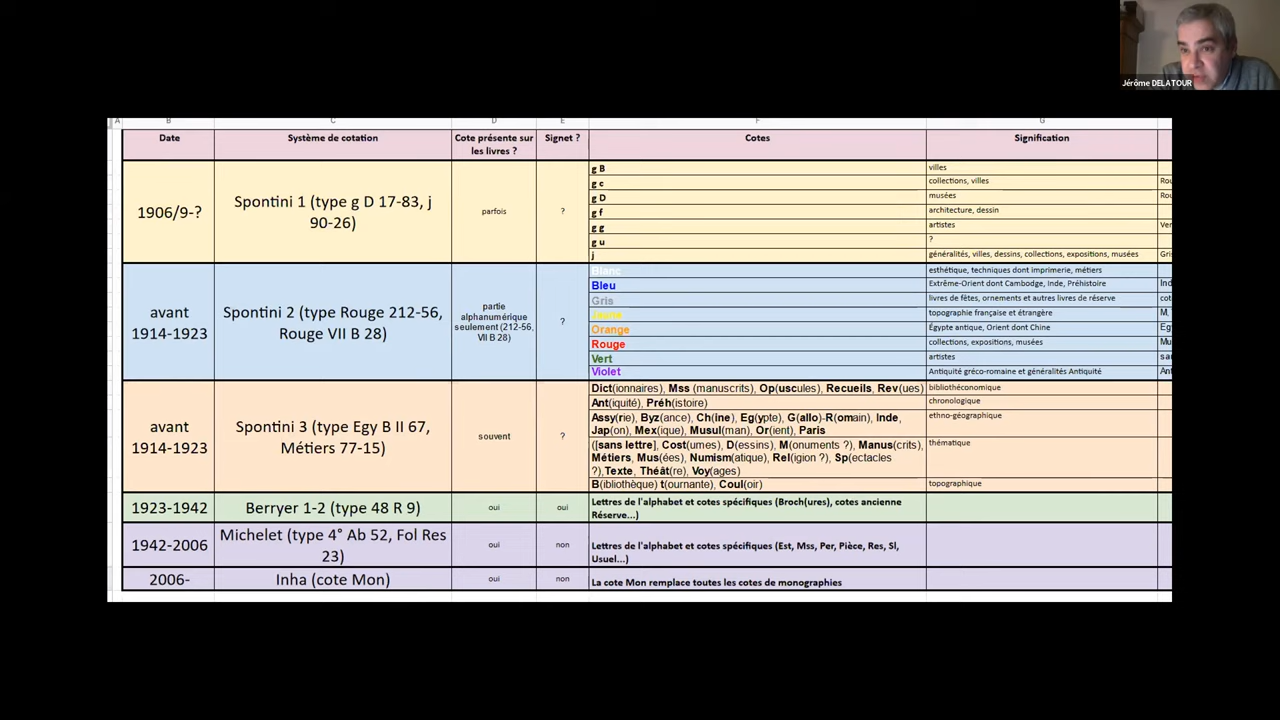 Jérôme DELATOUR
A B C D E F G
Date Système de cotation Cote présente sur les livres ? Signet ? Cotes Signification
1906/9-? Spontini 1 (type g D 17-83, j 90-26) parfois ?
g B villes
g c collections, villes Rou
g D musées Rou
g f architecture, dessin
g g artistes Ver
g u ?
j généralités, villes, dessins, collections, expositions, musées Gris
avant 1914-1923 Spontini 2 (type Rouge 212-56, Rouge VII B 28) partie alphanumérique seulement (212-56, VII B 28) ?
Blanc esthétique, techniques dont imprimerie, métiers
Bleu Extrême-Orient dont Cambodge, Inde, Préhistoire Ind
Gris livres de fêtes, ornements et autres livres de réserve cot
Jaune topographie française et étrangère M.
Orange Égypte antique, Orient dont Chine Eg
Rouge collections, expositions, musées Mu
Vert artistes sar
Violet Antiquité gréco-romaine et généralités Antiquité Ant
avant 1914-1923 Spontini 3 (type Egy B II 67, Métiers 77-15) souvent ?
Dict(ionnaires), Mss (manuscrits), Op(uscules), Recueils, Rev(ues) bibliothéconomique
Ant(iquité), Préh(istoire) chronologique
Assy(rie), Byz(ance), Ch(ine), Eg(ypte), G(allo)-R(omain), Inde, ethno-géographique
Jap(on), Mex(ique), Musul(man), Or(ient), Paris
([sans lettre], Cost(umes), D(essins), M(onuments ?), Manus(crits), thématique
Métiers, Mus(ées), Numism(atique), Rel(igion ?), Sp(ectacles
?),Texte, Théât(re), Voy(ages)
B(ibliothèque) t(ournante), Coul(oir) topographique
1923-1942 Berryer 1-2 (type 48 R 9) oui oui Lettres de l'alphabet et cotes spécifiques (Broch(ures), cotes ancienne
Réserve...)
1942-2006 Michelet (type 4° Ab 52, Fol Res 23) oui non Lettres de l'alphabet et cotes spécifiques (Est, Mss, Per, Pièce, Res, Sl,
Usuel...)
2006- Inha (cote Mon) oui non La cote Mon remplace toutes les cotes de monographies